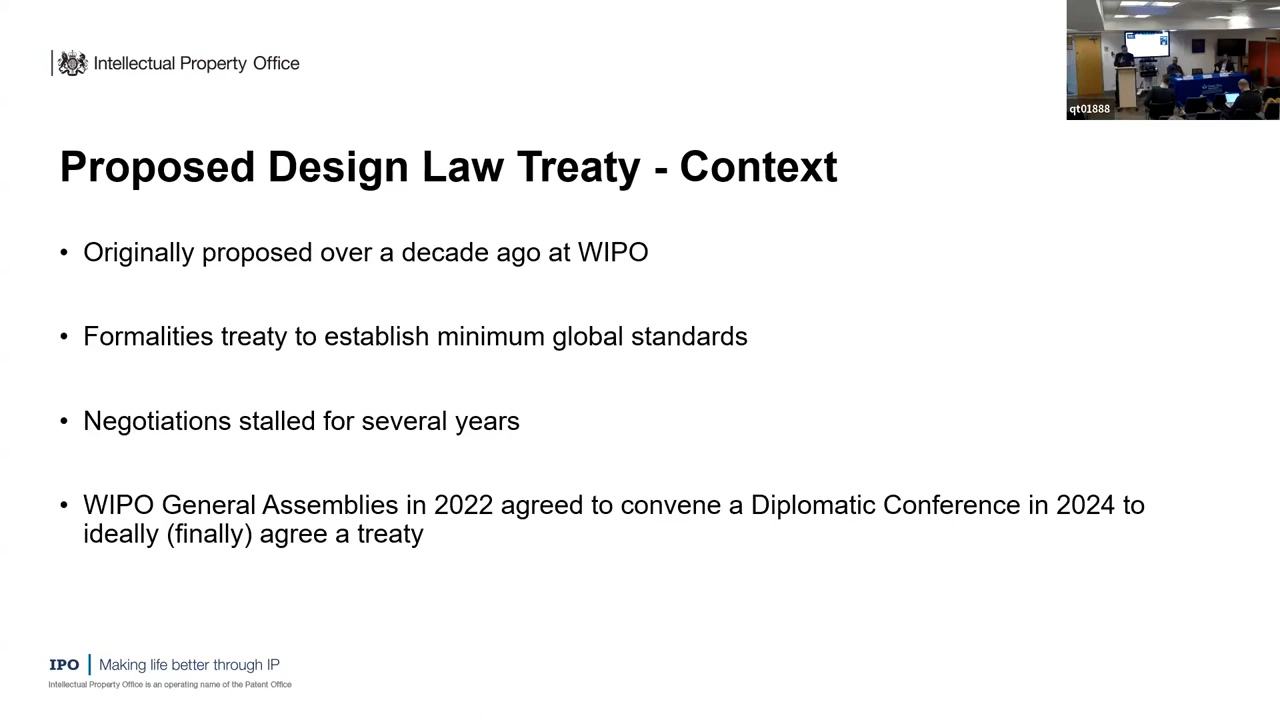 Intellectual Property Office
qt01888
Proposed Design Law Treaty - Context
• Originally proposed over a decade ago at WIPO
• Formalities treaty to establish minimum global standards
• Negotiations stalled for several years
• WIPO General Assemblies in 2022 agreed to convene a Diplomatic Conference in 2024 to
ideally (finally) agree a treaty
IPO | Making life better through IP
Intellectual Property Office is an operating name of the Patent Office